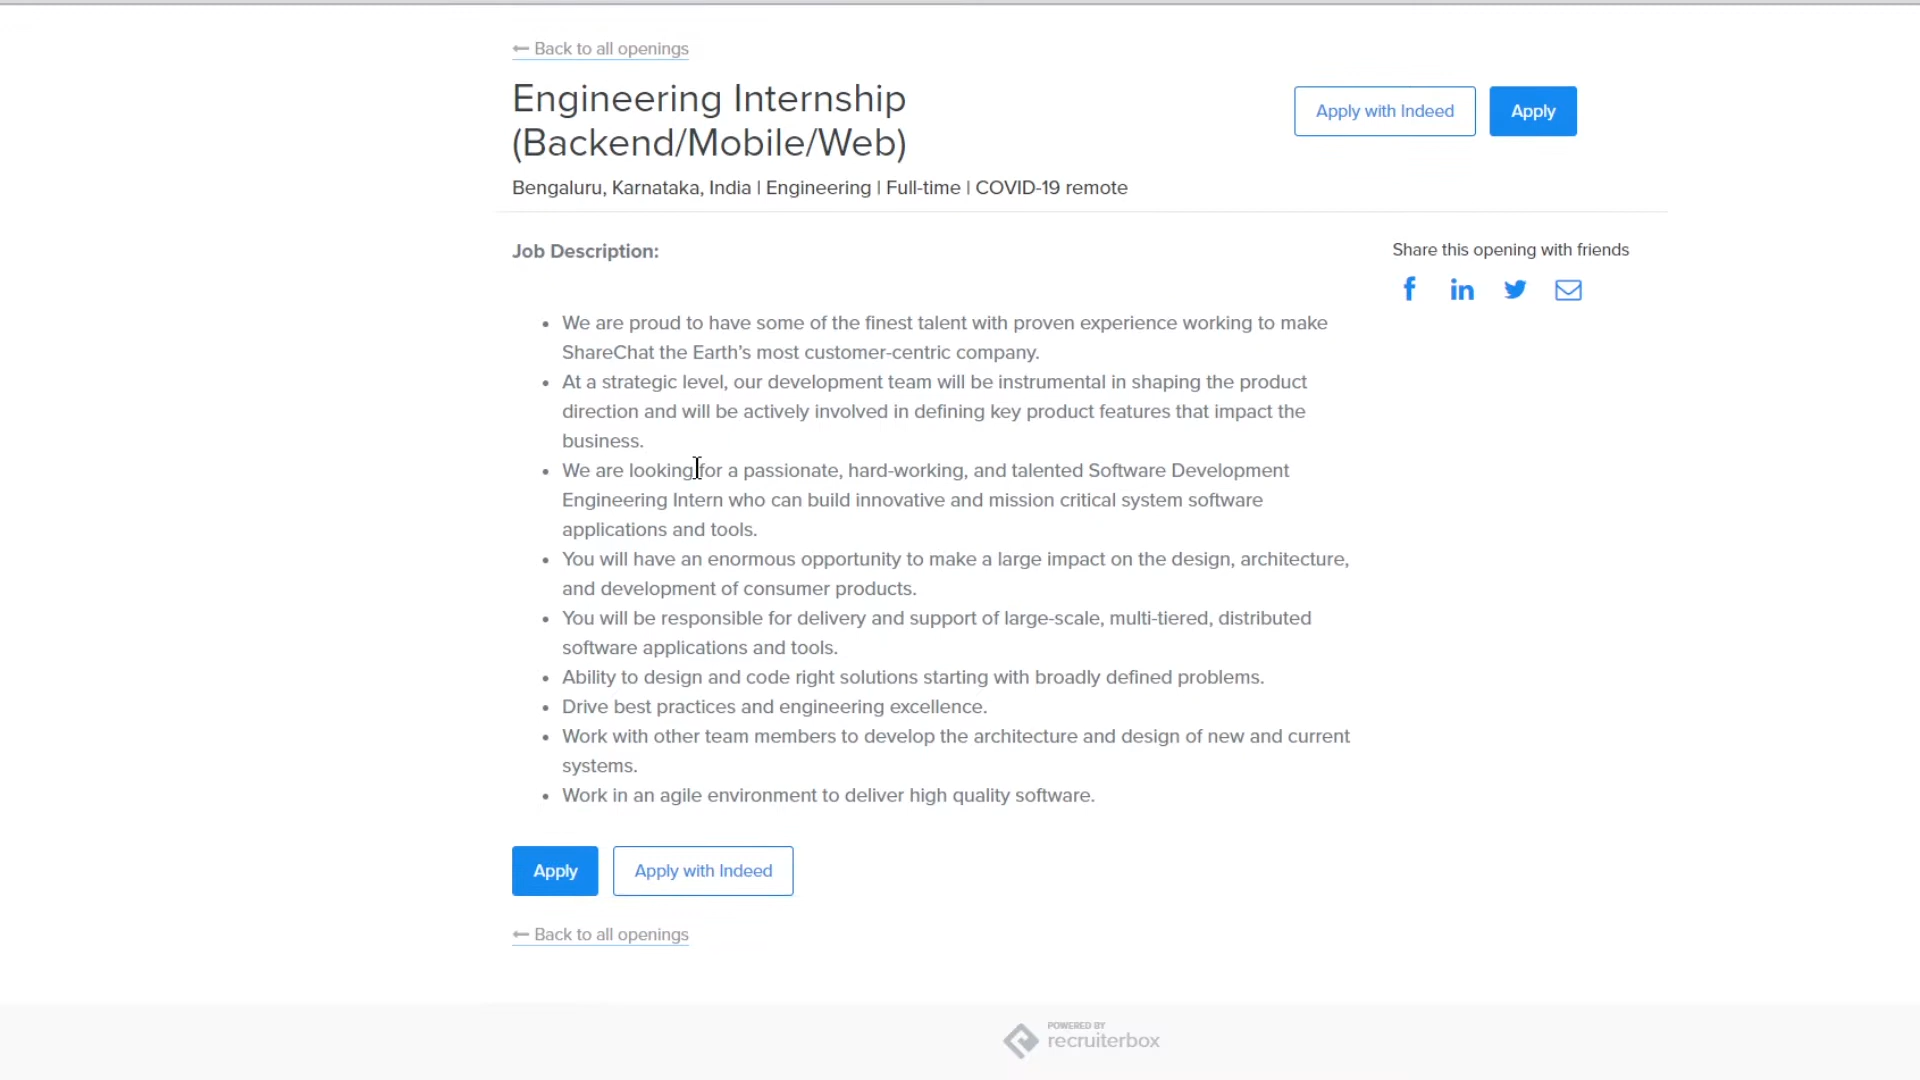 Back to all openings
Engineering Internship
(Backend/Mobile/Web)
Apply with Indeed
Apply
Bengaluru, Karnataka, India | Engineering | Full-time | COVID-19 remote
Job Description:
Share this opening with friends
• We are proud to have some of the finest talent with proven experience working to make
ShareChat the Earth's most customer-centric company.
• At a strategic level, our development team will be instrumental in shaping the product
direction and will be actively involved in defining key product features that impact the
business.
• We are looking for a passionate, hard-working, and talented Software Development
Engineering Intern who can build innovative and mission critical system software
applications and tools.
• You will have an enormous opportunity to make a large impact on the design, architecture,
and development of consumer products.
• You will be responsible for delivery and support of large-scale, multi-tiered, distributed
software applications and tools.
• Ability to design and code right solutions starting with broadly defined problems.
• Drive best practices and engineering excellence.
• Work with other team members to develop the architecture and design of new and current
systems.
• Work in an agile environment to deliver high quality software.
Apply
Apply with Indeed
Back to all openings
POWERED BY
recruiterbox